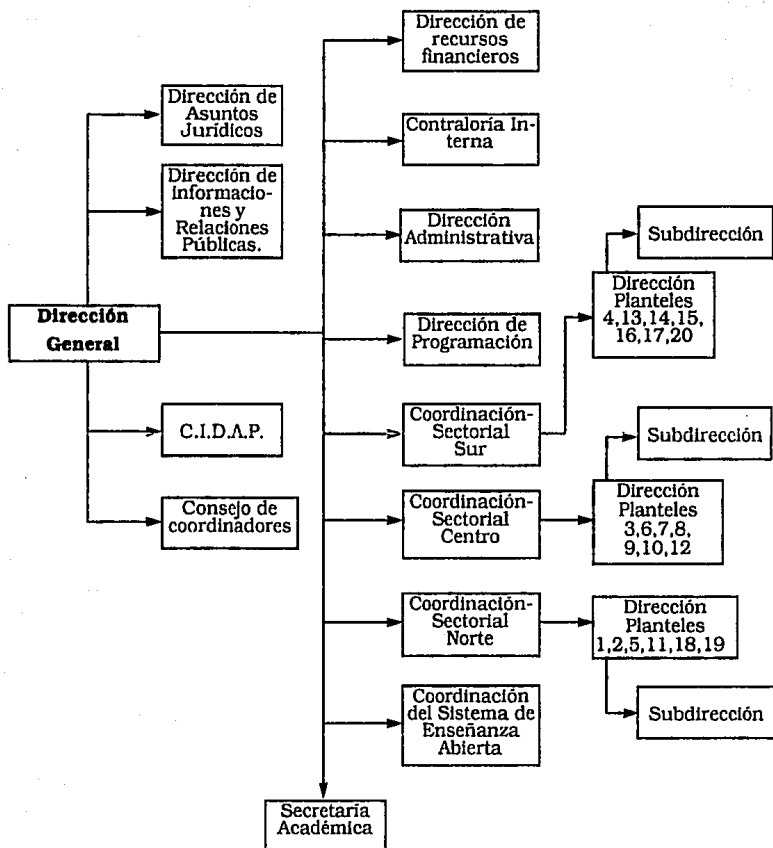 Dirección de
recursos
financieros
Dirección de
Asuntos
Jurídicos
Contraloría In-
terna
Dirección de
informacio-
nes y
Relaciones
Públicas.
Dirección
Administrativa
Subdirección
Dirección
Planteles
4,13,14,15,
16,17,20
Dirección
General
Dirección de
Programación
C.I.D.A.P.
Coordinación-
Sectorial
Sur
Subdirección
Consejo de
coordinadores
Coordinación-
Sectorial
Centro
Dirección
Planteles
3,6,7,8,
9,10,12
Coordinación-
Sectorial
Norte
Dirección
Planteles
1,2,5,11,18,19
Coordinación
del Sistema de
Enseñanza
Abierta
Subdirección
Secretaría
Académica